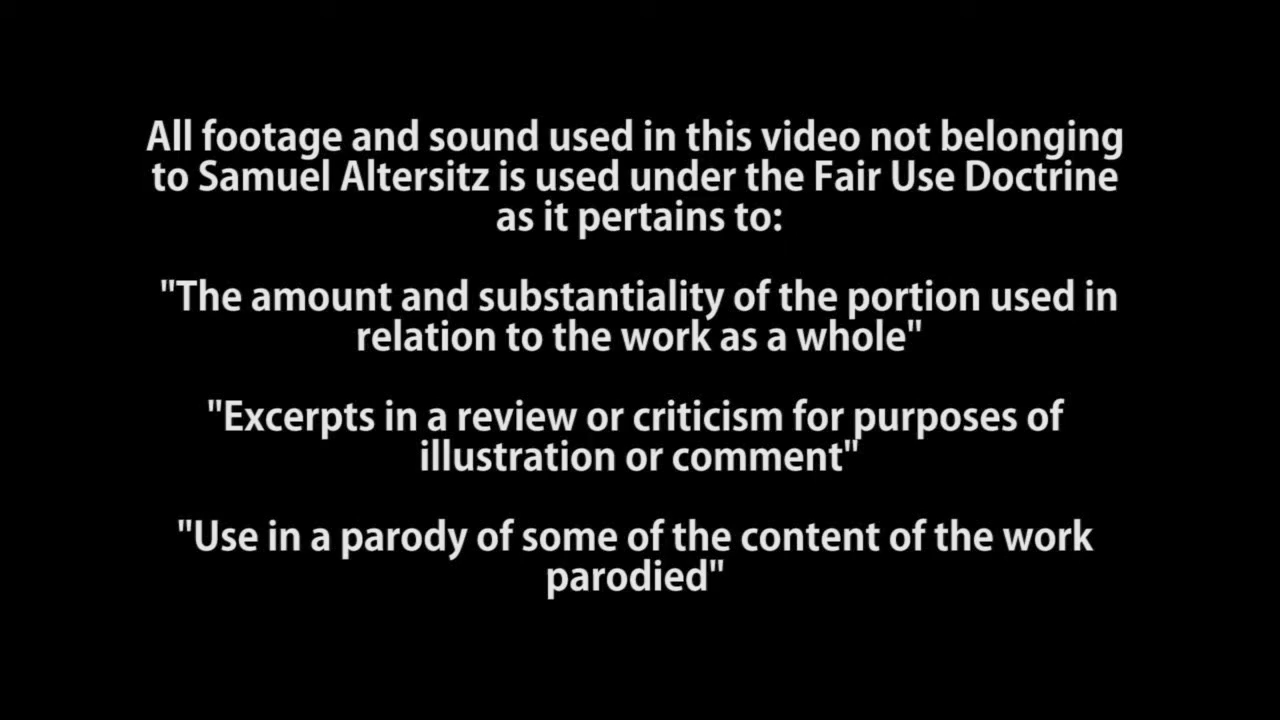 All footage and sound used in this video not belonging
to Samuel Altersitz is used under the Fair Use Doctrine
as it pertains to:
"The amount and substantiality of the portion used in
relation to the work as a whole"
"Excerpts in a review or criticism for purposes of
illustration or comment"
"Use in a parody of some of the content of the work
parodied"